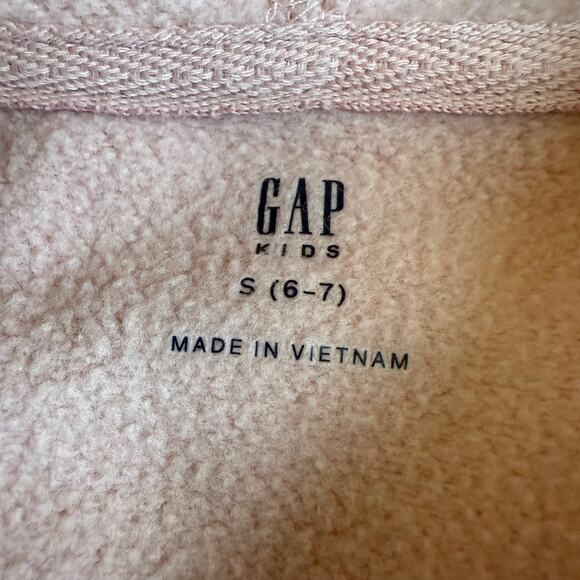 GAP
KIDS
S (6-7)
MADE IN VIETNAM